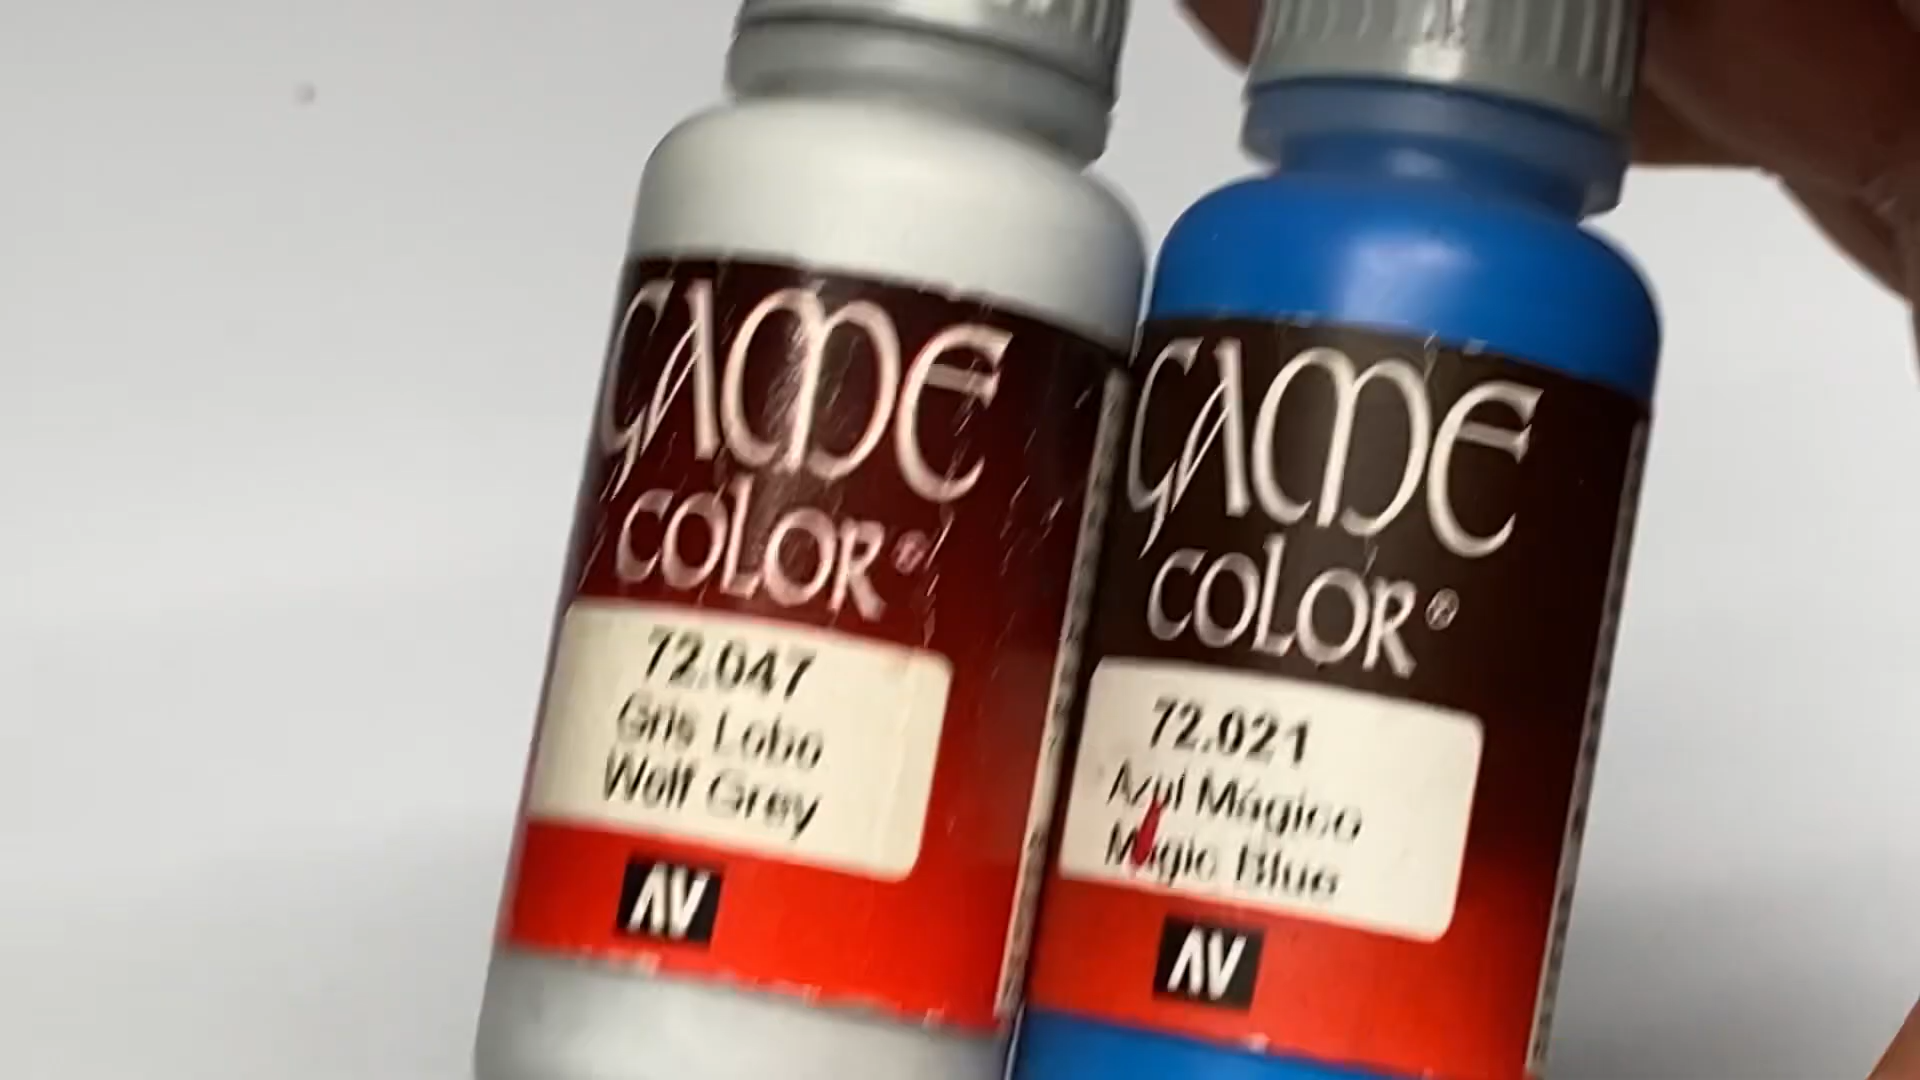 GAME
COLOR®
72.047
Gris Lobo
Wolf Grey
AV
GAME
COLOR®
72.021
Azul Mágico
Magic Blue
AV